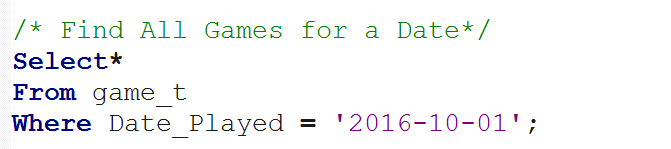 /* Find All Games for a Date*/
Select*
From game_t
Where Date_Played = '2016-10-01';